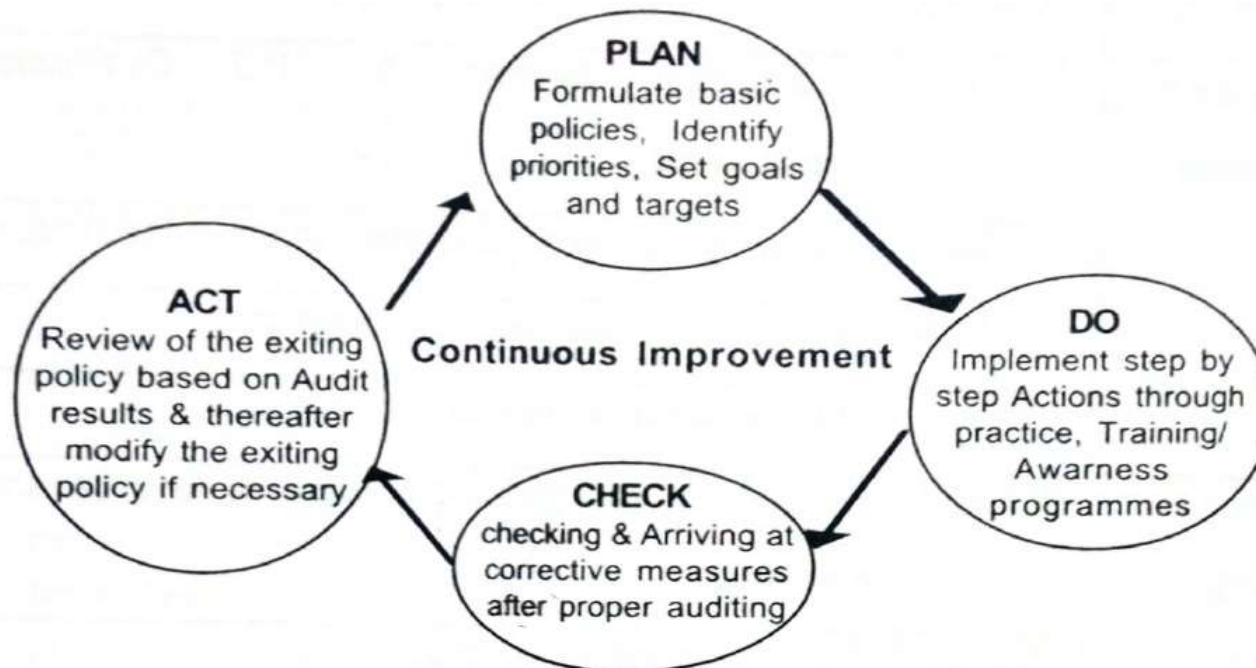 PLAN
Formulate basic
policies, Identify
priorities, Set goals
and targets
DO
Implement step by
step Actions through
practice, Training/
Awarness
programmes
CHECK
checking & Arriving at
corrective measures
after proper auditing
ACT
Review of the exiting
policy based on Audit
results & thereafter
modify the exiting
policy if necessary
Continuous Improvement